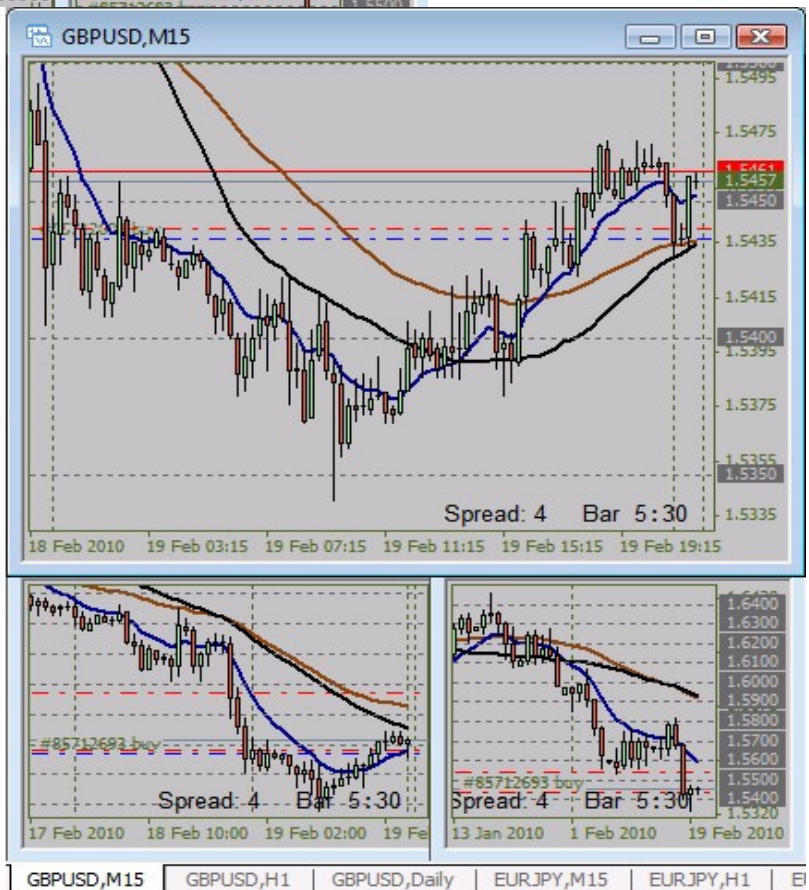 GBPUSD,M15
1.5495
1.5475
1.5461
1.5457
1.5450
1.5435
1.5415
1.5400
1.5395
1.5375
1.5355
1.5350
1.5335
Spread: 4 Bar 5:30
18 Feb 2010 19 Feb 03:15 19 Feb 07:15 19 Feb 11:15 19 Feb 15:15 19 Feb 19:15
#85712693 buy
Spread: 4 Bar 5:30
17 Feb 2010 18 Feb 10:00 19 Feb 02:00 19 Fe
1.6400
1.6300
1.6200
1.6100
1.6000
1.5900
1.5800
1.5700
1.5600
1.5500
1.5400
1.5320
#85712693 buy
Spread: 4 Bar 5:30
13 Jan 2010 1 Feb 2010 19 Feb 2010
GBPUSD,M15 | GBPUSD,H1 | GBPUSD,Daily | EURJPY,M15 | EURJPY,H1 | E